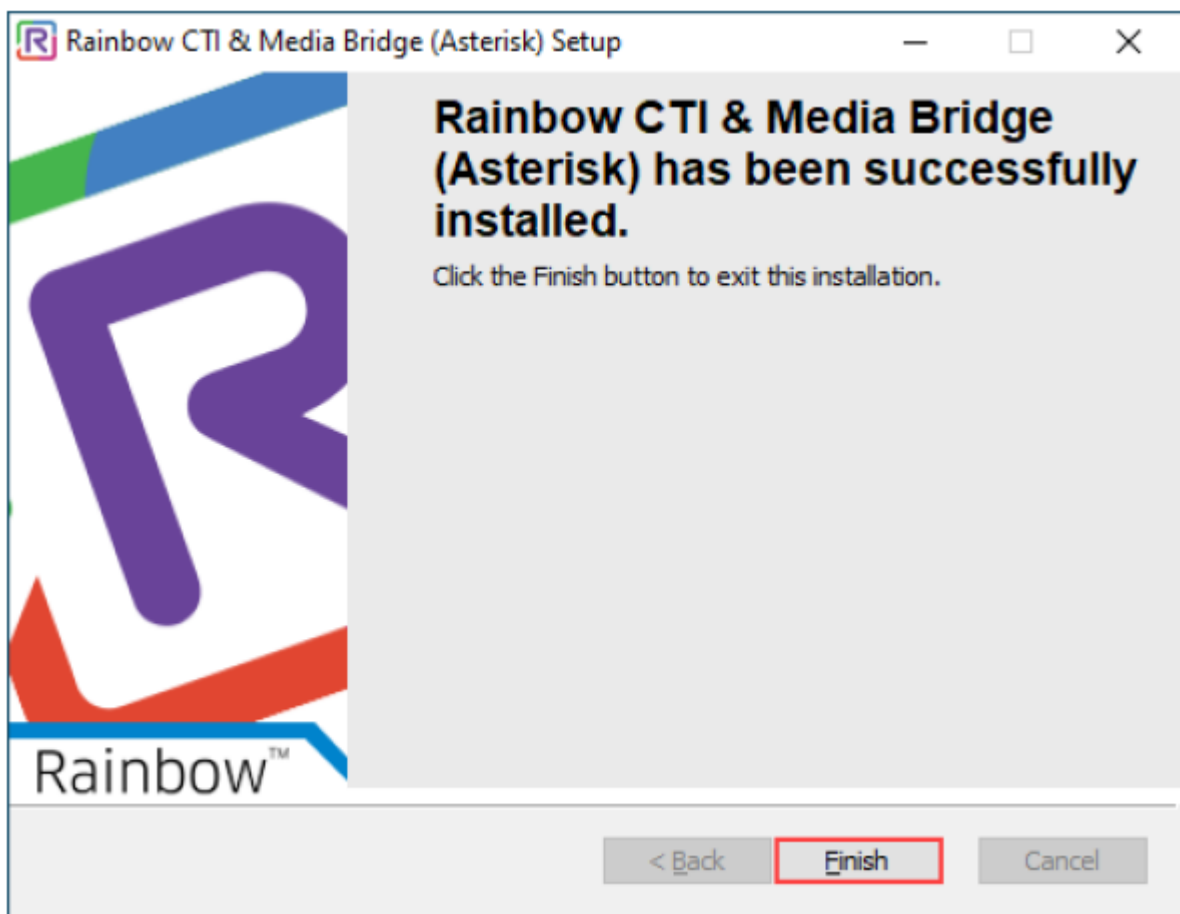 Rainbow CTI & Media Bridge (Asterisk) Setup
Rainbow CTI & Media Bridge
(Asterisk) has been successfully
installed.
Click the Finish button to exit this installation.
Rainbow™
< Back
Finish
Cancel